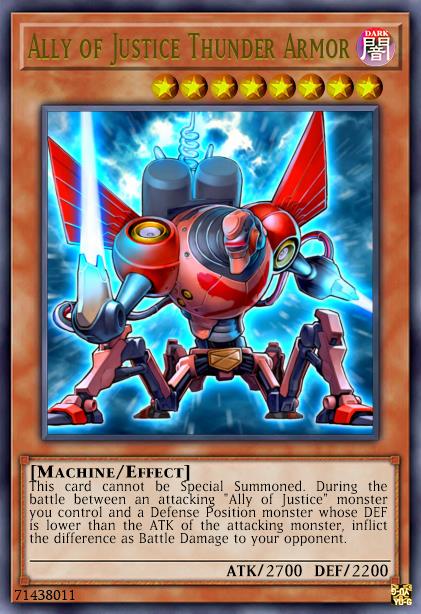 ALLY OF JUSTICE THUNDER ARMOR
DARK
闇
[MACHINE/EFFECT]
This card cannot be Special Summoned. During the
battle between an attacking "Ally of Justice" monster
you control and a Defense Position monster whose DEF
is lower than the ATK of the attacking monster, inflict
the difference as Battle Damage to your opponent.
ATK/2700 DEF/2200
71438011